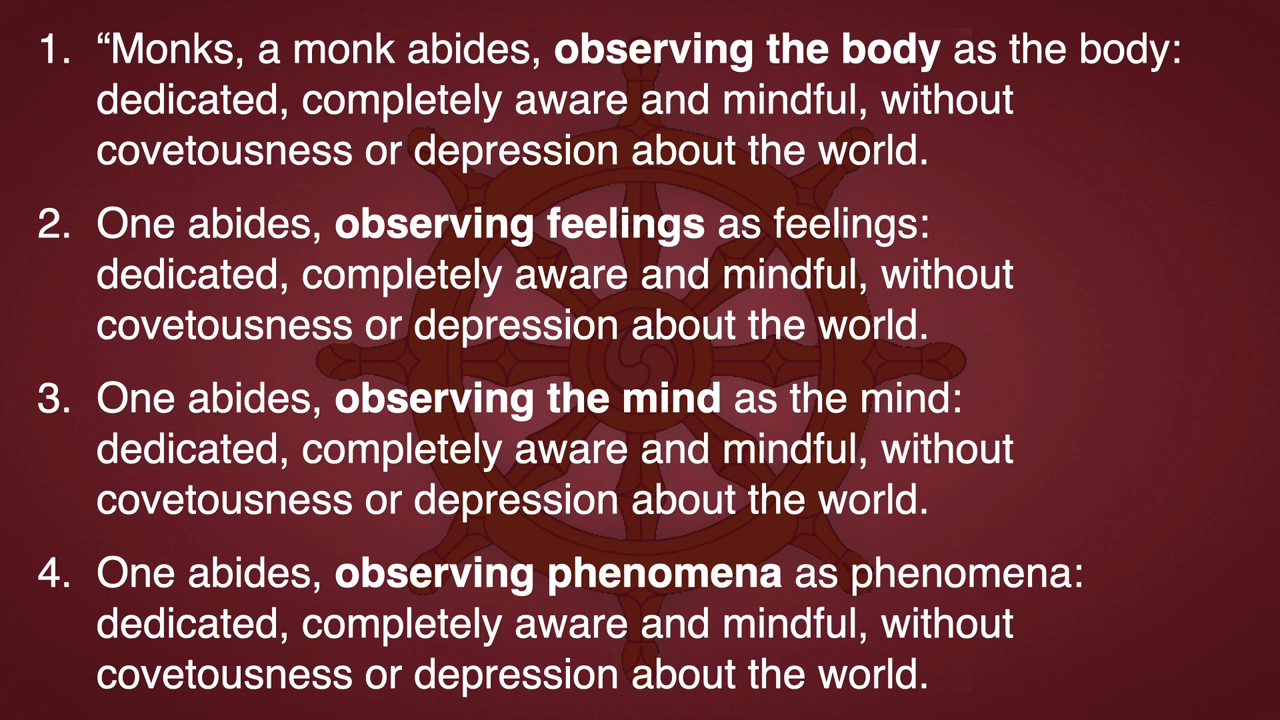 1. “Monks, a monk abides, observing the body as the body:
dedicated, completely aware and mindful, without
covetousness or depression about the world.
2. One abides, observing feelings as feelings:
dedicated, completely aware and mindful, without
covetousness or depression about the world.
3. One abides, observing the mind as the mind:
dedicated, completely aware and mindful, without
covetousness or depression about the world.
4. One abides, observing phenomena as phenomena:
dedicated, completely aware and mindful, without
covetousness or depression about the world.